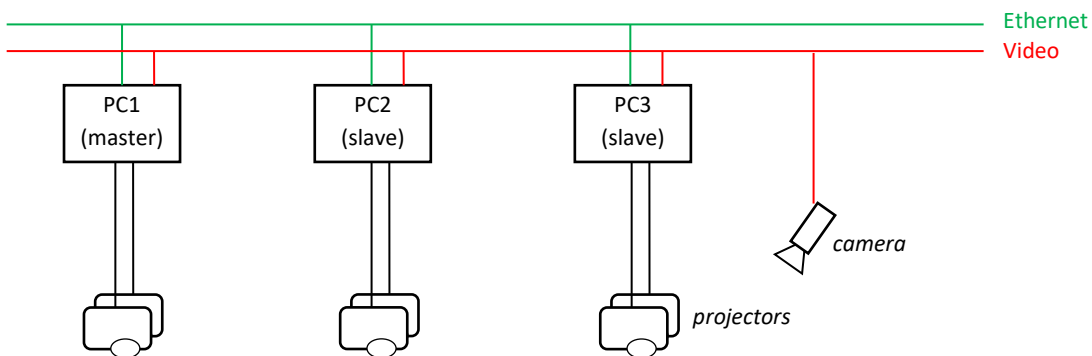 Ethernet
Video
PC1
(master)
PC2
(slave)
PC3
(slave)
camera
projectors